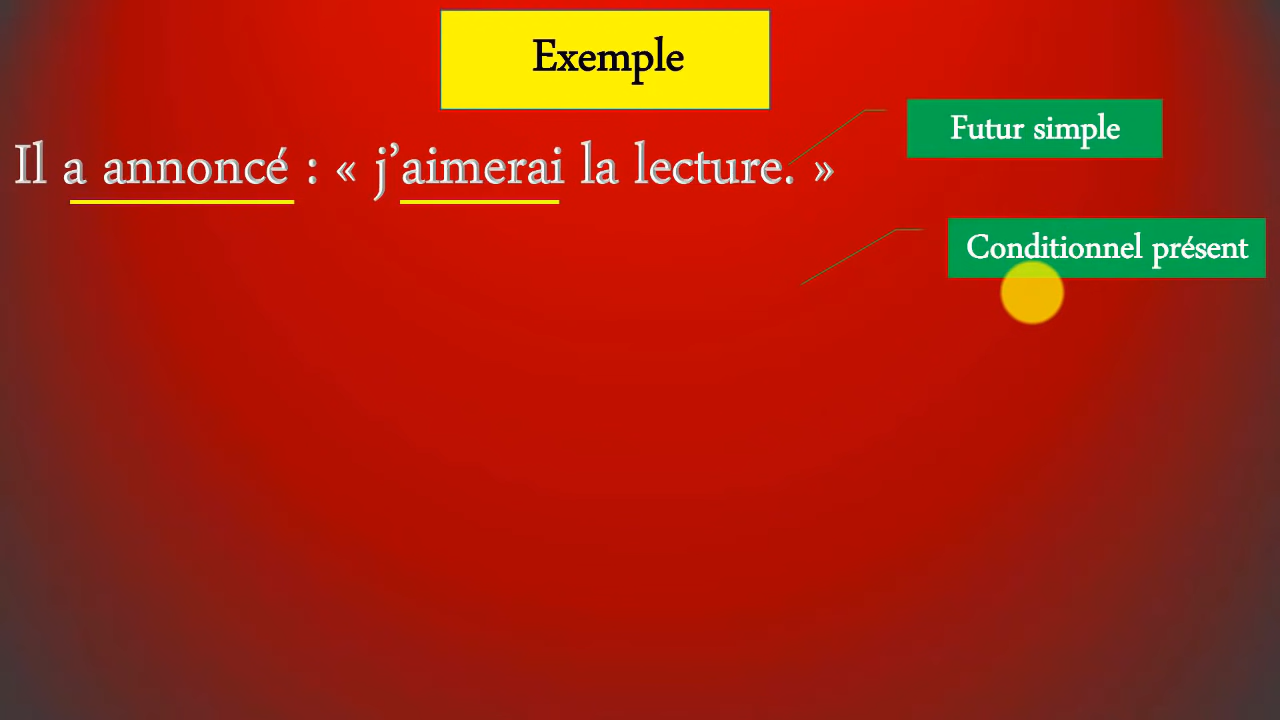 Exemple
Futur simple
Il a annoncé : « j’aimerai la lecture. »
Conditionnel présent